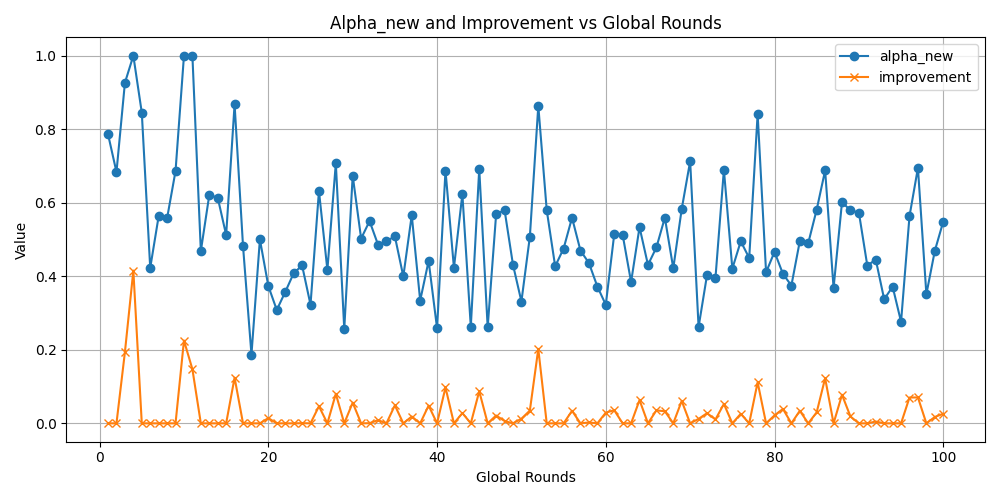 Alpha_new and Improvement vs Global Rounds
alpha_new
improvement
1.0
0.8
0.6
0.4
0.2
0.0
Value
0 20 40 60 80 100
Global Rounds